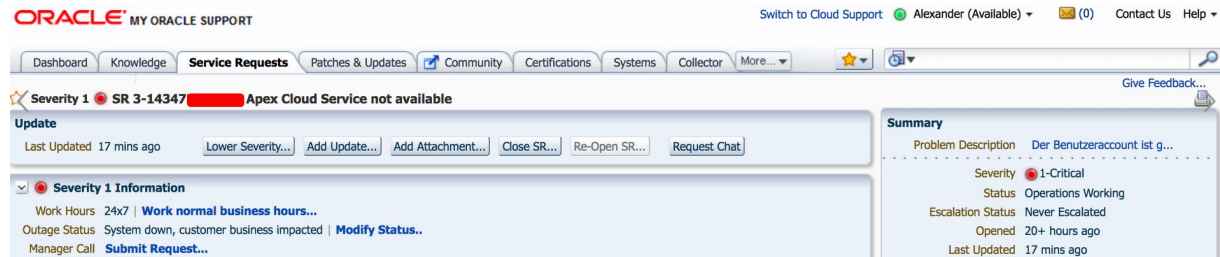 ORACLE MY ORACLE SUPPORT
Switch to Cloud Support Alexander (Available) (0) Contact Us Help
Dashboard Knowledge Service Requests Patches & Updates Community Certifications Systems Collector More...
Give Feedback...
Severity 1 SR 3-14347 Apex Cloud Service not available
Update
Last Updated 17 mins ago Lower Severity... Add Update... Add Attachment... Close SR... Re-Open SR... Request Chat
Severity 1 Information
Work Hours 24x7 | Work normal business hours...
Outage Status System down, customer business impacted | Modify Status..
Manager Call Submit Request...
Summary
Problem Description Der Benutzeraccount ist g...
Severity 1-Critical
Status Operations Working
Escalation Status Never Escalated
Opened 20+ hours ago
Last Updated 17 mins ago